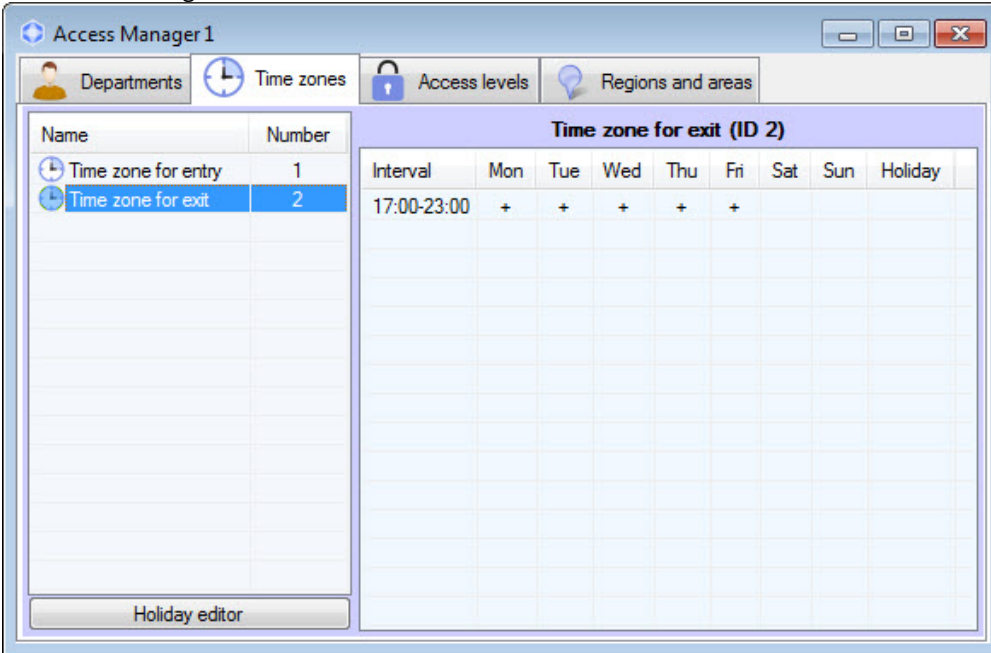 Access Manager 1
Departments Time zones Access levels Regions and areas
Name Number
Time zone for entry 1
Time zone for exit 2
Holiday editor
Time zone for exit (ID 2)
Interval Mon Tue Wed Thu Fri Sat Sun Holiday
17:00-23:00 + + + + +